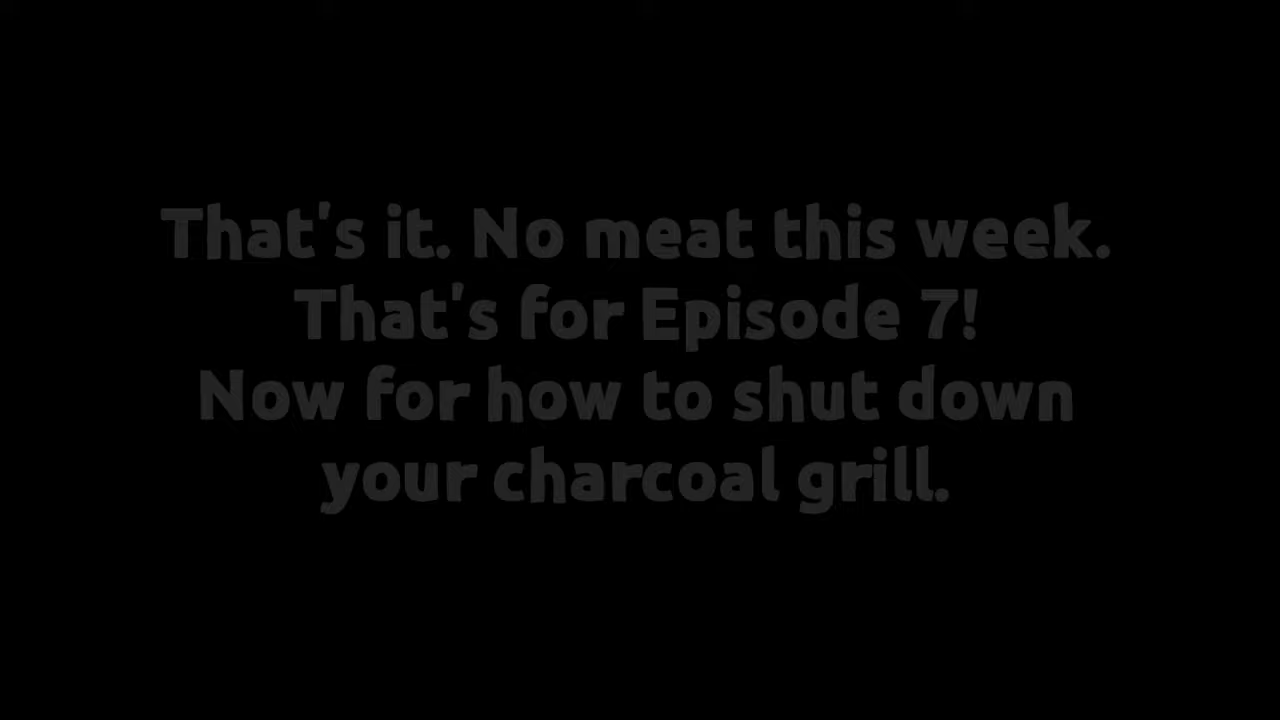 That's it. No meat this week.
That's for Episode 7!
Now for how to shut down
your charcoal grill.